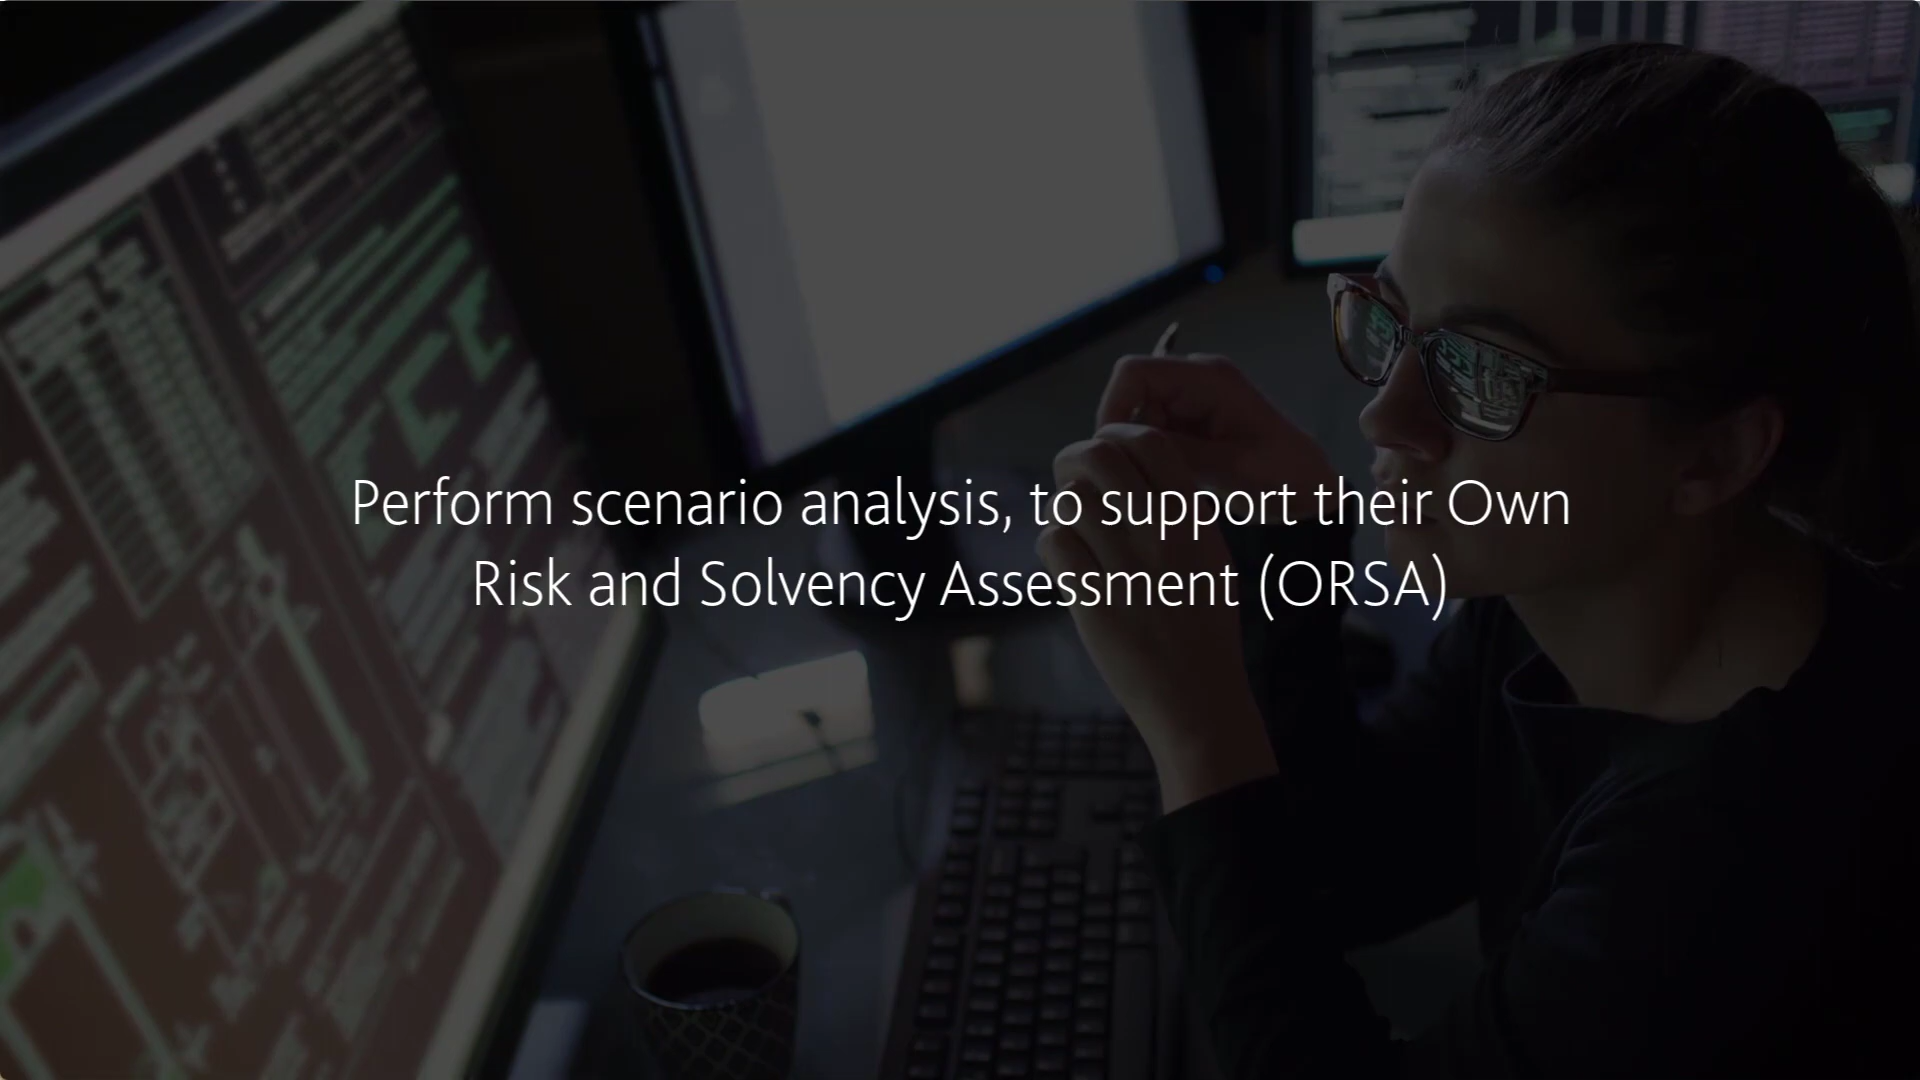 Perform scenario analysis, to support their Own
Risk and Solvency Assessment (ORSA)